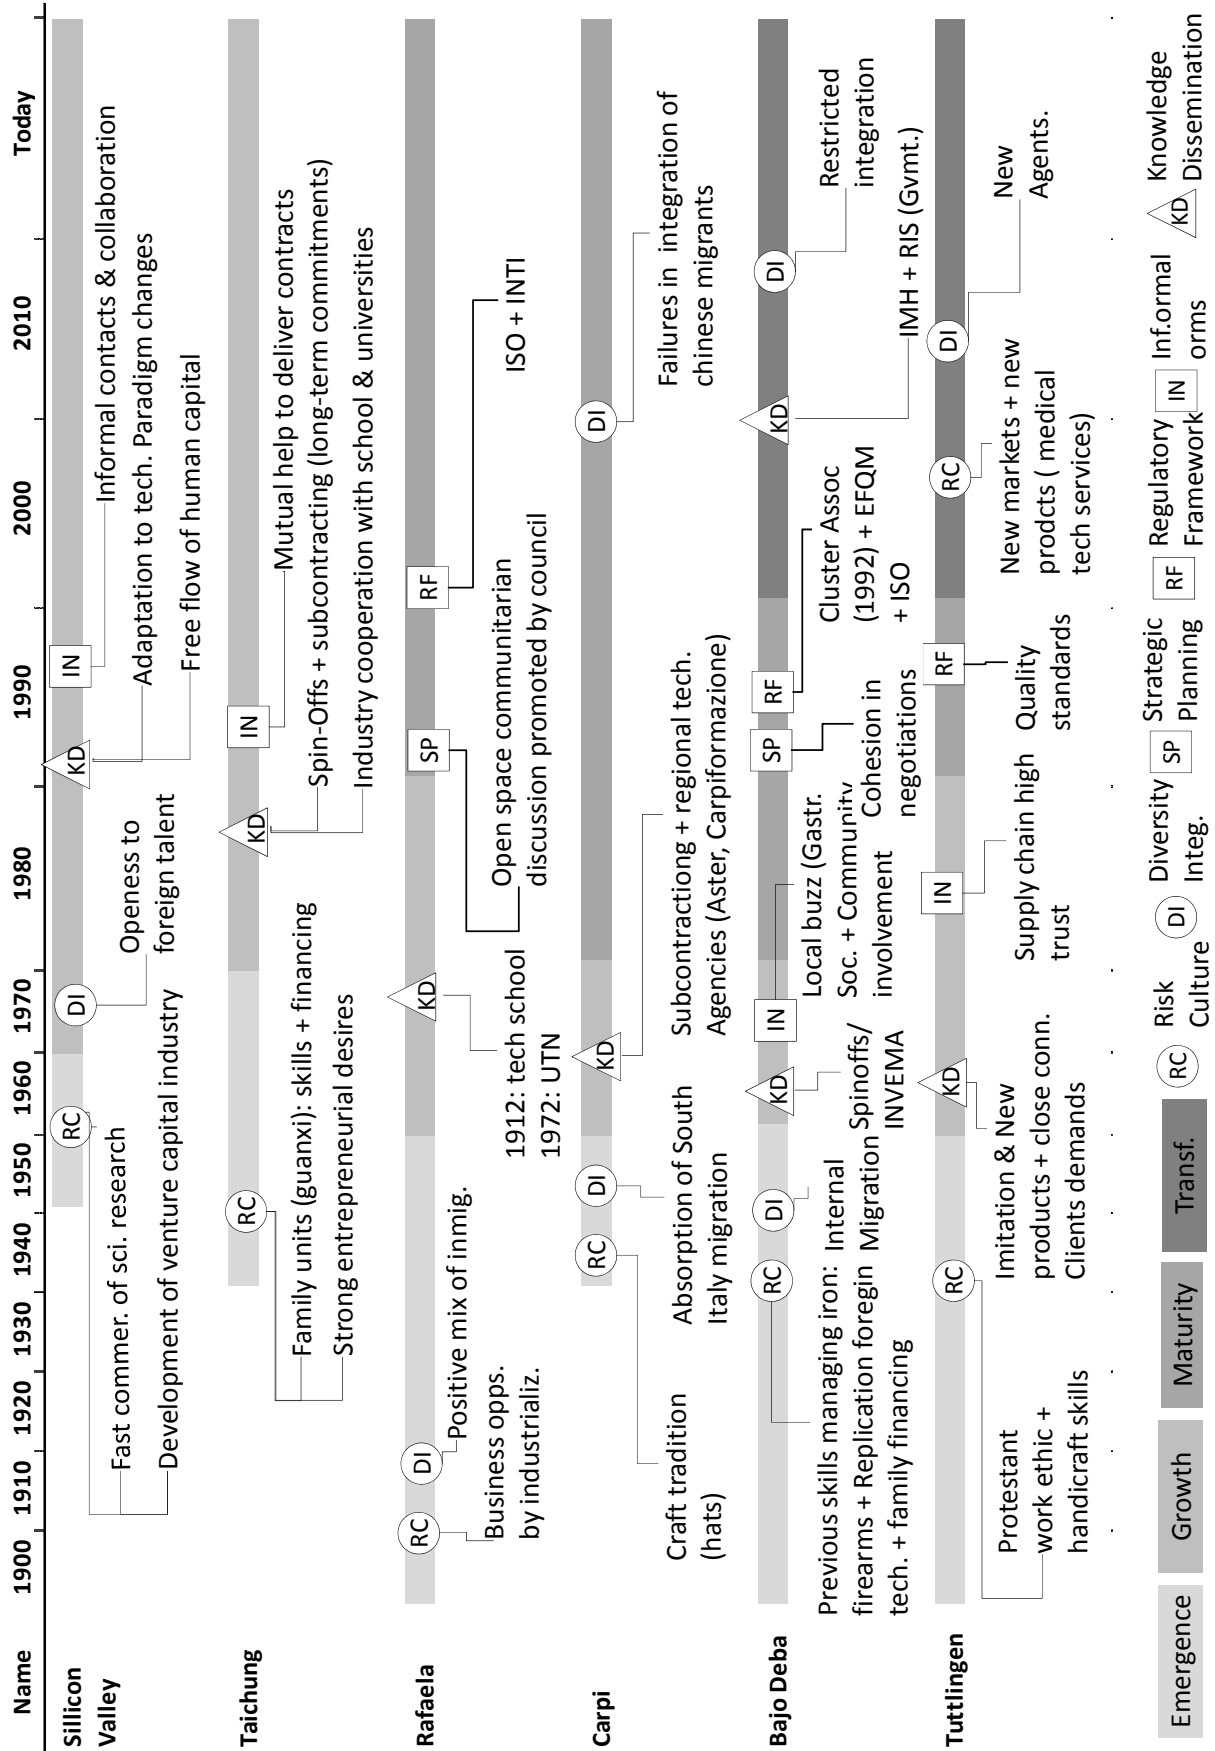 Name 1900 1910 1920 1930 1940 1950 1960 1970 1980 1990 2000 2010 Today
Sillicon
Valley
RC
DI
KD
IN
Fast commer. of sci. research
Development of venture capital industry
Openess to
foreign talent
Informal contacts & collaboration
Adaptation to tech. Paradigm changes
Free flow of human capital
Taichung
RC
KD
IN
Family units (guanxi): skills + financing
Strong entrepreneurial desires
Mutual help to deliver contracts
Spin-Offs + subcontracting (long-term commitments)
Industry cooperation with school & universities
Rafaela
RC
DI
KD
SP
RF
Positive mix of inmig.
Business opps.
by industrializ.
1912: tech school
1972: UTN
Open space communitarian
discussion promoted by council
ISO + INTI
Carpi
RC
DI
KD
DI
Craft tradition
(hats)
Absorption of South
Italy migration
Subcontractiong + regional tech.
Agencies (Aster, Carpiformazione)
Failures in integration of
chinese migrants
Bajo Deba
RC
DI
KD
IN
SP
RF
KD
DI
Previous skills managing iron:
firearms + Replication foregin
tech. + family financing
Internal
Migration
Spinoffs/
INVEMA
Local buzz (Gastr.
Soc. + Community
involvement
Cohesion in
negotiations
Cluster Assoc
(1992) + EFQM
+ ISO
IMH + RIS (Gvmt.)
Restricted
integration
Tuttlingen
RC
KD
IN
RF
RC
DI
Protestant
work ethic +
handicraft skills
Imitation & New
products + close conn.
Clients demands
Supply chain high
trust
Quality
standards
New markets + new
prodcts ( medical
tech services)
New
Agents.
Emergence
Growth
Maturity
Transf.
RC
Risk
Culture
DI
Diversity
Integ.
SP
Strategic
Planning
RF
Regulatory
Framework
IN
Inf.ormal
orms
KD
Knowledge
Dissemination